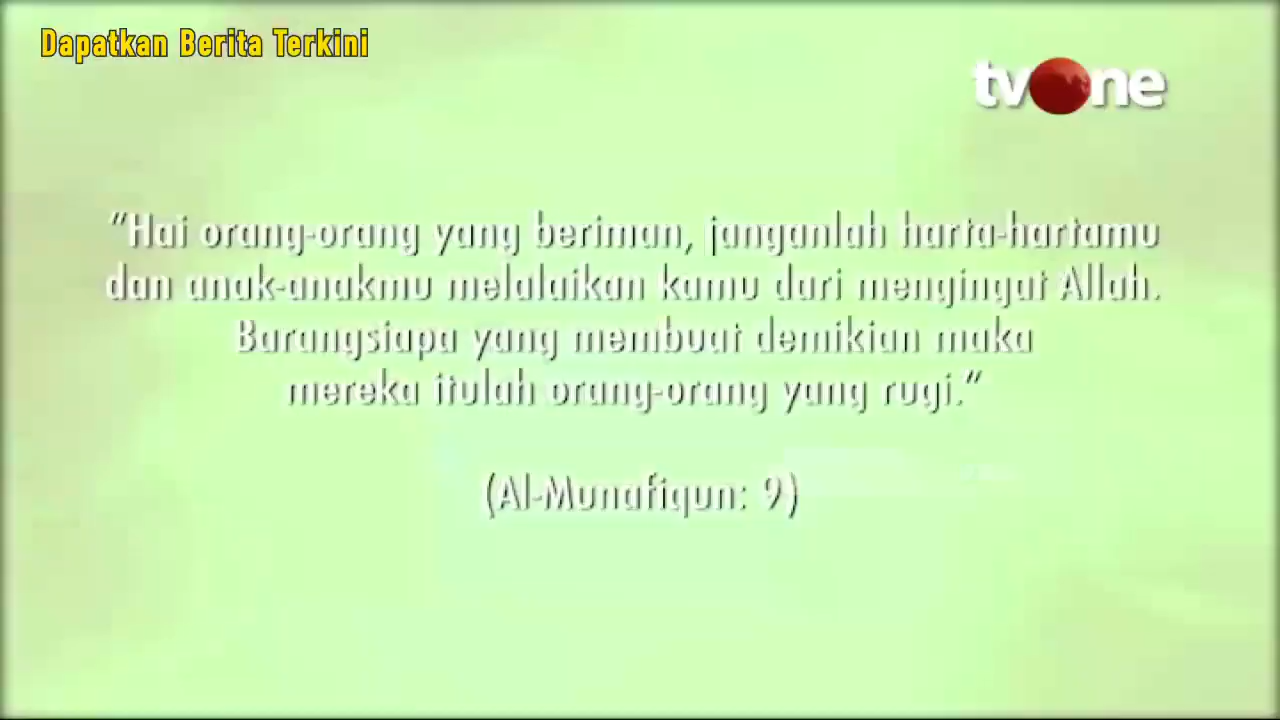 Dapatkan Berita Terkini
tvOne
“Hai orang-orang yang beriman, janganlah harta-hartamu
dan anak-anakmu melalaikan kamu dari mengingat Allah.
Barangsiapa yang membuat demikian maka
mereka itulah orang-orang yang rugi.”
(Al-Munafiqun: 9)